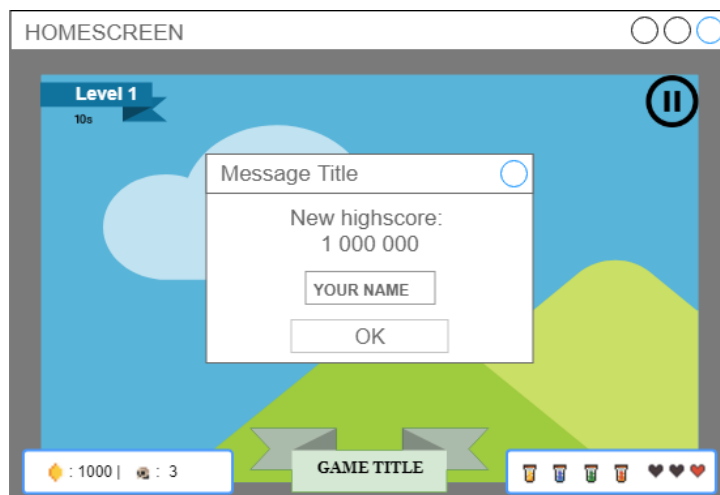 HOMESCREEN
Level 1
10s
Message Title
New highscore:
1 000 000
YOUR NAME
OK
: 1000 | : 3
GAME TITLE